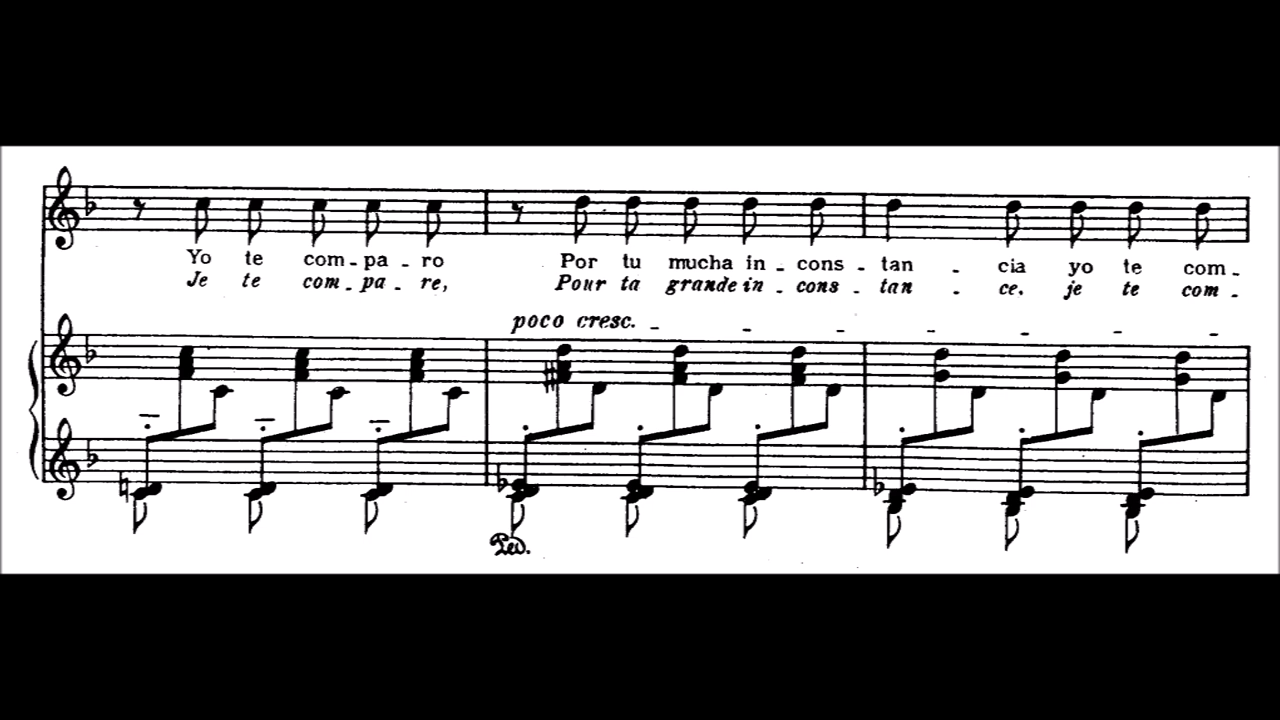 Yo te com - pa - ro Por tu mucha in - cons - tan - cia yo te com -
Je te com - pa - re, Pour ta grande in - cons - tan - ce. je te com -
poco cresc. - - - - - -
Ped.